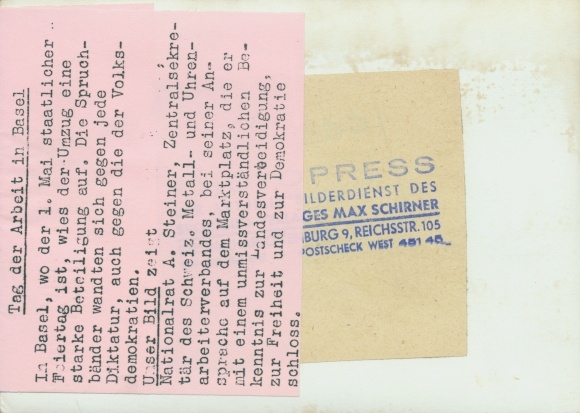 Tag der Arbeit in Basel
In Basel, wo der 1. Mai staatlicher
Feiertag ist, wies der Umzug eine
starke Beteiligung auf. Die Spruch-
bänder wandten sich gegen jede
Diktatur, auch gegen die der Volks-
demokratien.
Unser Bild zeigt
Nationalrat A. Steiner, Zentralsekre-
tär des Schweiz. Metall- und Uhren-
arbeiterverbandes, bei seiner An-
sprache auf dem Marktplatz, die er
mit einem unmissverständlichen Be-
kenntnis zur Landesverteidigung,
zur Freiheit und zur Demokratie
schloss.
PRESS
ILDERDIENST DES
GES MAX SCHIRNER
BURG 9, REICHSSTR. 105
POSTSCHECK WEST 481 45